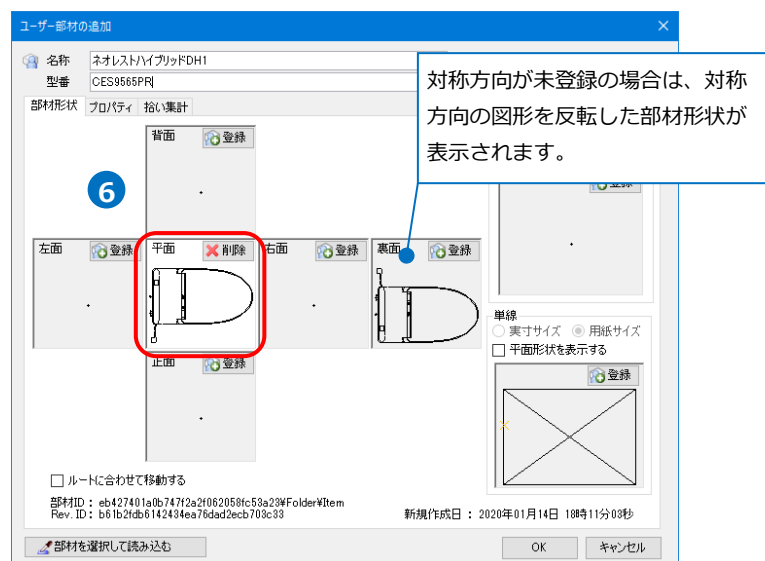 ユーザー部材の追加
名称 ネオレストハイブリッドDH1
型番 CES9565PR
対称方向が未登録の場合は、対称
方向の図形を反転した部材形状が
表示されます。
部材形状 プロパティ 拾い集計
背面 登録
6
左面 登録 平面 削除 右面 登録 裏面 登録
単線
実寸サイズ 用紙サイズ
平面形状を表示する
登録
正面 登録
ルートに合わせて移動する
部材ID : eb427401a0b747f2a2f062058fc53a23¥Folder¥Item
Rev. ID : b61b2fdb6142434ea76dad2ecb703c33
新規作成日 : 2020年01月14日 18時11分03秒
部材を選択して読み込む OK キャンセル